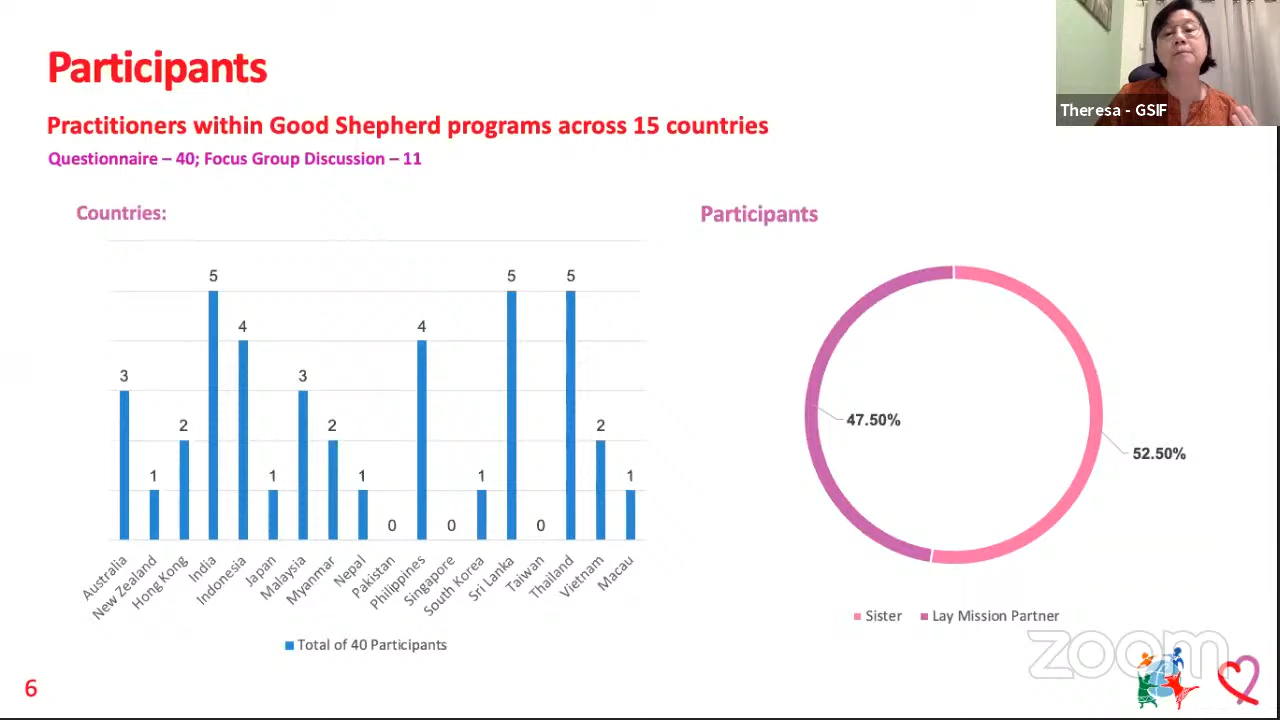 Participants
Theresa - GSIF
Practitioners within Good Shepherd programs across 15 countries
Questionnaire – 40; Focus Group Discussion – 11
Countries:
3
1
2
5
4
1
3
2
1
0
4
0
1
5
0
5
2
1
Australia
New Zealand
Hong Kong
India
Indonesia
Japan
Malaysia
Myanmar
Nepal
Pakistan
Philippines
Singapore
South Korea
Sri Lanka
Taiwan
Thailand
Vietnam
Macau
Total of 40 Participants
Participants
47.50%
52.50%
Sister
Lay Mission Partner
zoom
6